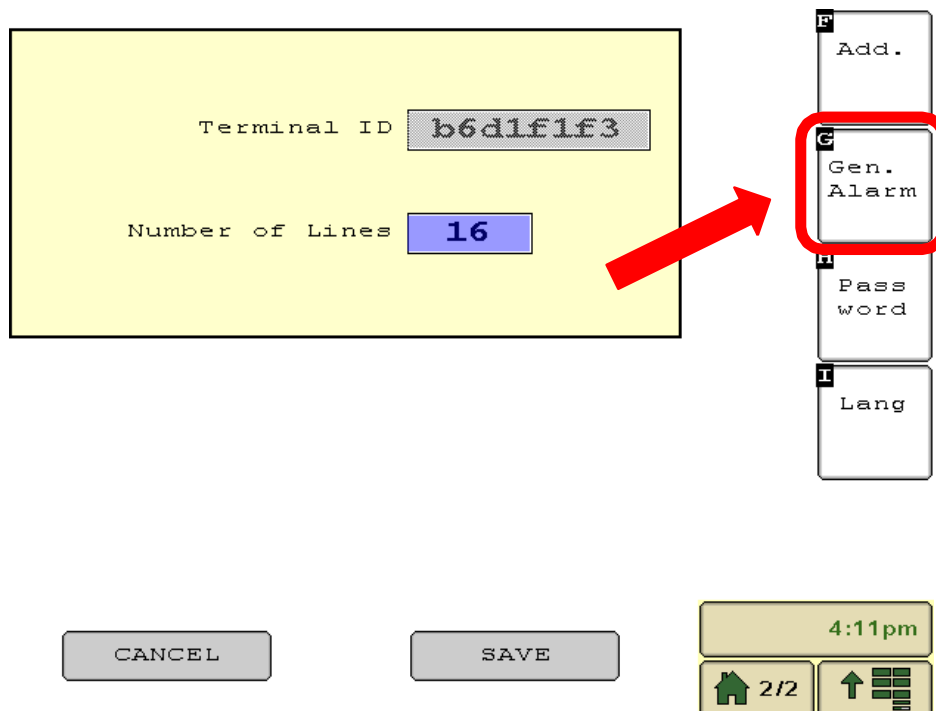 F
Add.
Terminal ID b6d1f1f3
G
Gen.
Alarm
Number of Lines 16
Pass
word
I
Lang
CANCEL
SAVE
4:11pm
2/2